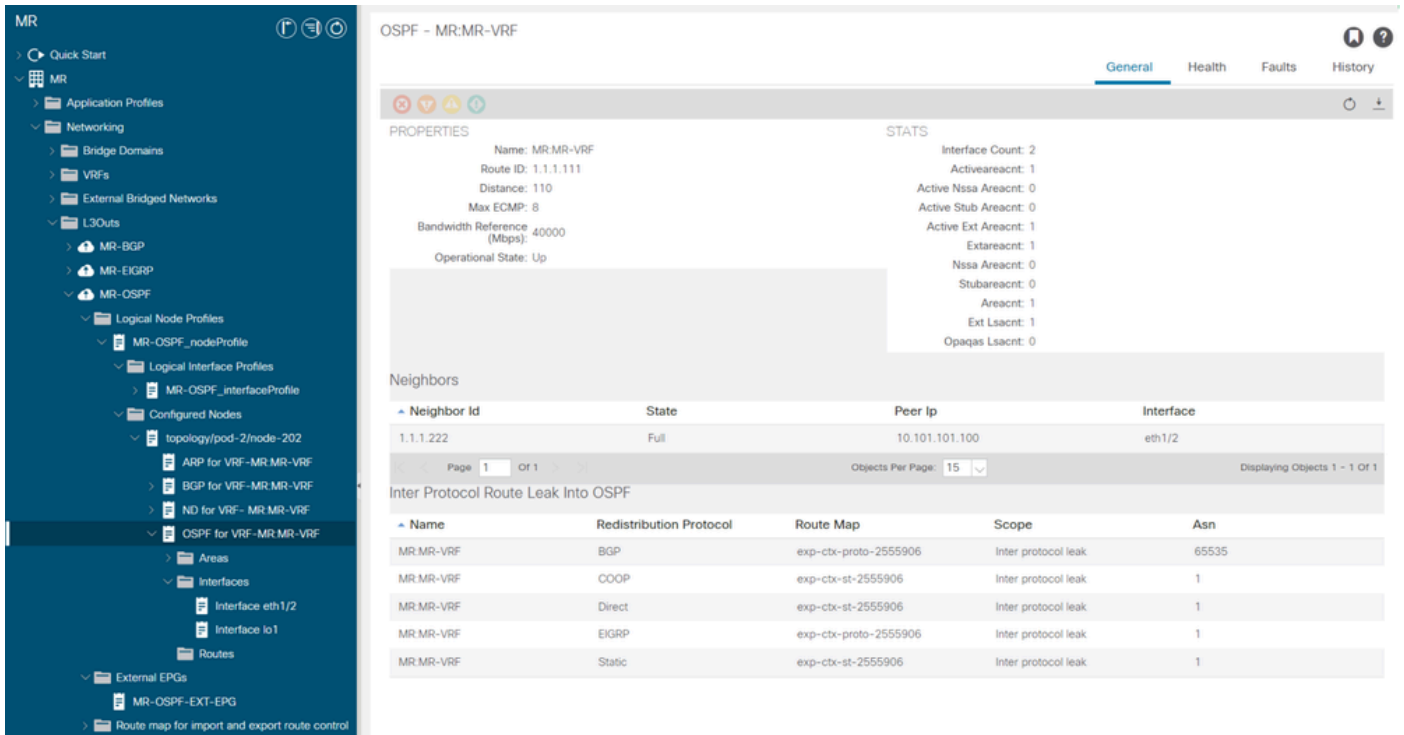 MR
Quick Start
MR
Application Profiles
Networking
Bridge Domains
VRFs
External Bridged Networks
L3Outs
MR-BGP
MR-EIGRP
MR-OSPF
Logical Node Profiles
MR-OSPF_nodeProfile
Logical Interface Profiles
MR-OSPF_interfaceProfile
Configured Nodes
topology/pod-2/node-202
ARP for VRF-MR:MR-VRF
BGP for VRF-MR:MR-VRF
ND for VRF- MR:MR-VRF
OSPF for VRF-MR:MR-VRF
Areas
Interfaces
Interface eth1/2
Interface lo1
Routes
External EPGs
MR-OSPF-EXT-EPG
Route map for import and export route control
OSPF - MR:MR-VRF
General Health Faults History
PROPERTIES
Name: MR:MR-VRF
Route ID: 1.1.1.111
Distance: 110
Max ECMP: 8
Bandwidth Reference (Mbps): 40000
Operational State: Up
STATS
Interface Count: 2
Activeareacnt: 1
Active Nssa Areacnt: 0
Active Stub Areacnt: 0
Active Ext Areacnt: 1
Extareacnt: 1
Nssa Areacnt: 0
Stubareacnt: 0
Areacnt: 1
Ext Lsacnt: 1
Opaqas Lsacnt: 0
Neighbors
Neighbor Id State Peer Ip Interface
1.1.1.222 Full 10.101.101.100 eth1/2
Page 1 Of 1 Objects Per Page: 15 Displaying Objects 1 - 1 Of 1
Inter Protocol Route Leak Into OSPF
Name Redistribution Protocol Route Map Scope Asn
MR:MR-VRF BGP exp-ctx-proto-2555906 Inter protocol leak 65535
MR:MR-VRF COOP exp-ctx-st-2555906 Inter protocol leak 1
MR:MR-VRF Direct exp-ctx-st-2555906 Inter protocol leak 1
MR:MR-VRF EIGRP exp-ctx-proto-2555906 Inter protocol leak 1
MR:MR-VRF Static exp-ctx-st-2555906 Inter protocol leak 1